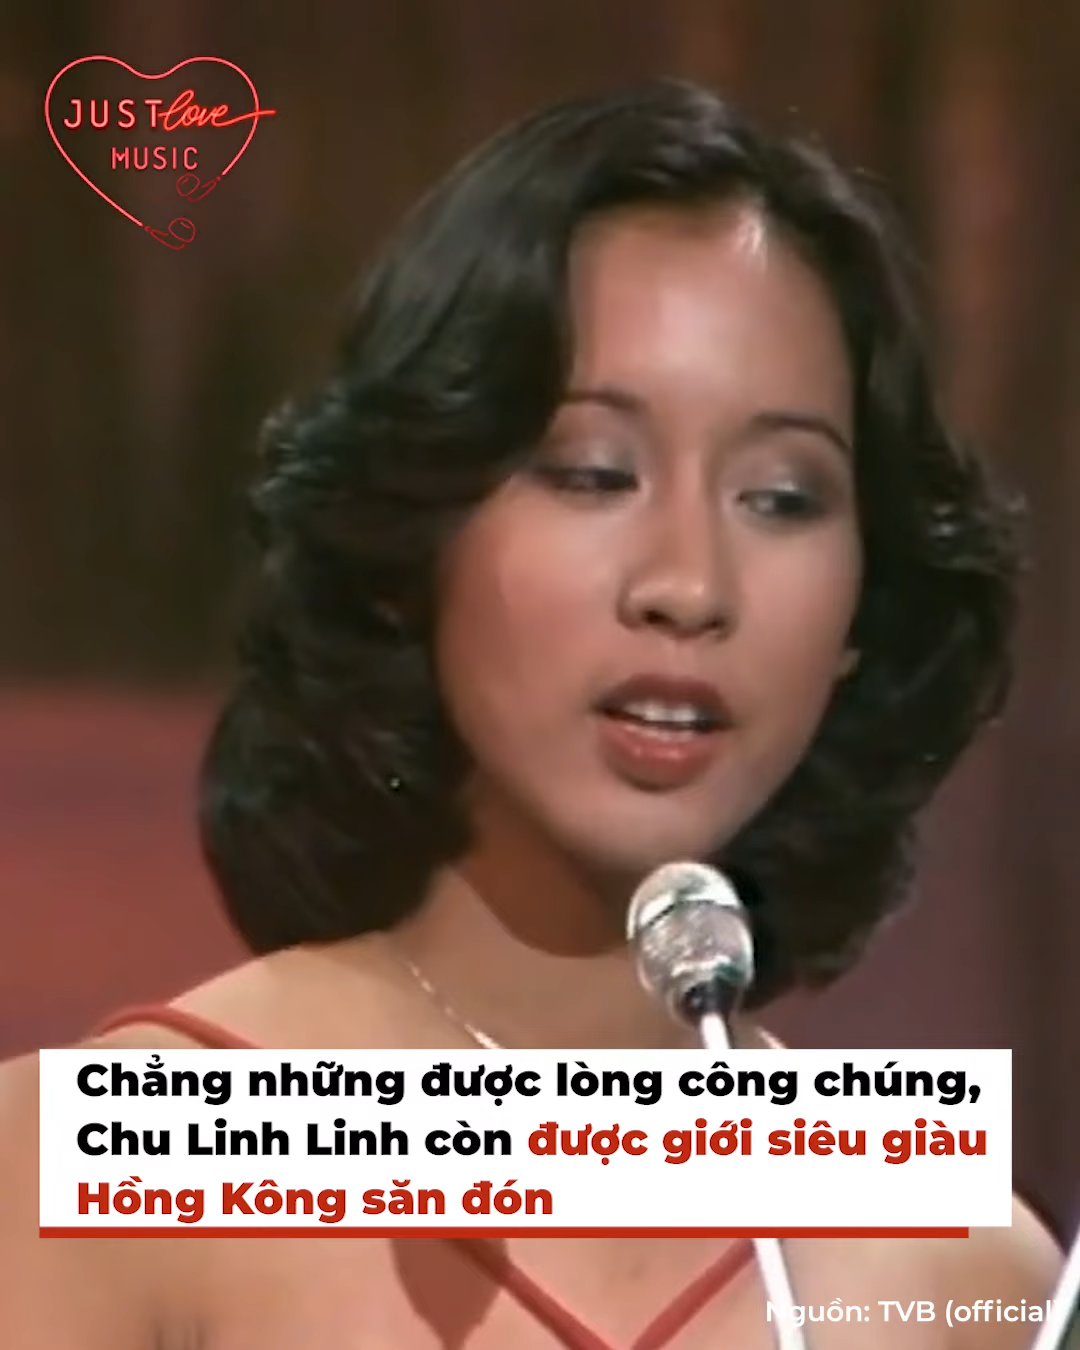 JUST love
MUSIC
Chẳng những được lòng công chúng,
Chu Linh Linh còn được giới siêu giàu
Hồng Kông săn đón
Nguồn: TVB (official)